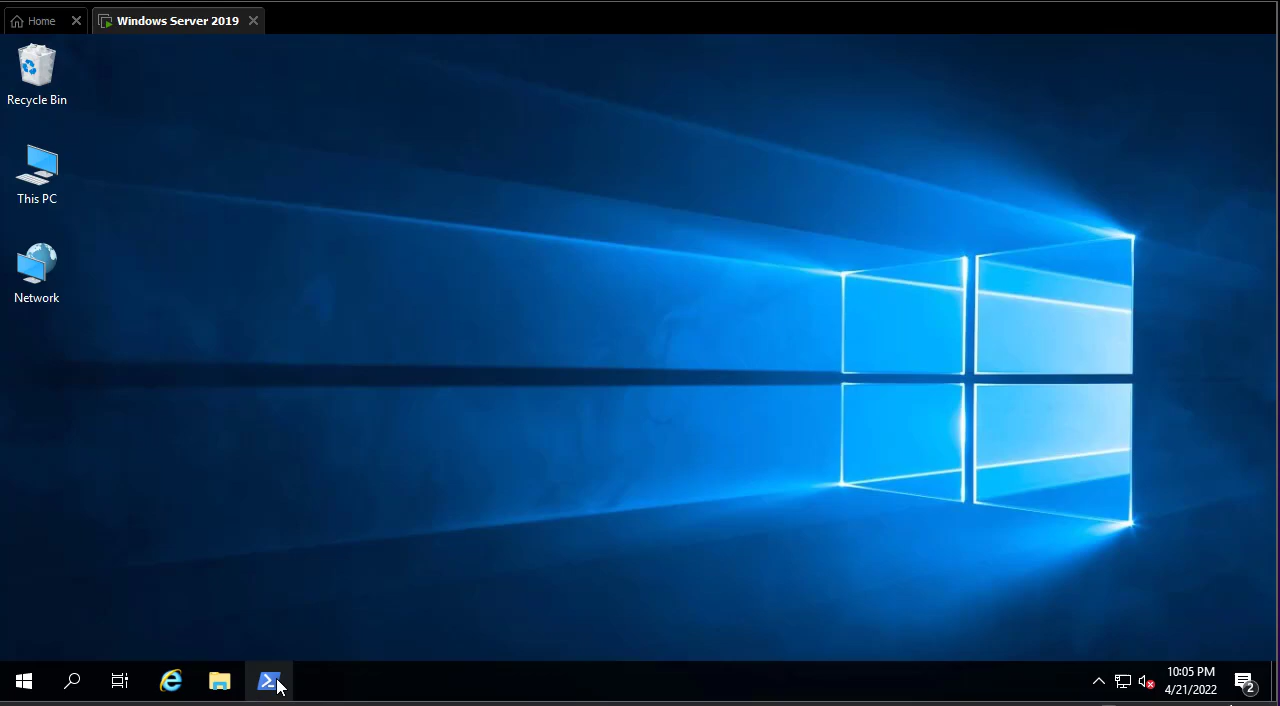 Home
Windows Server 2019
Recycle Bin
This PC
Network
10:05 PM
4/21/2022
2